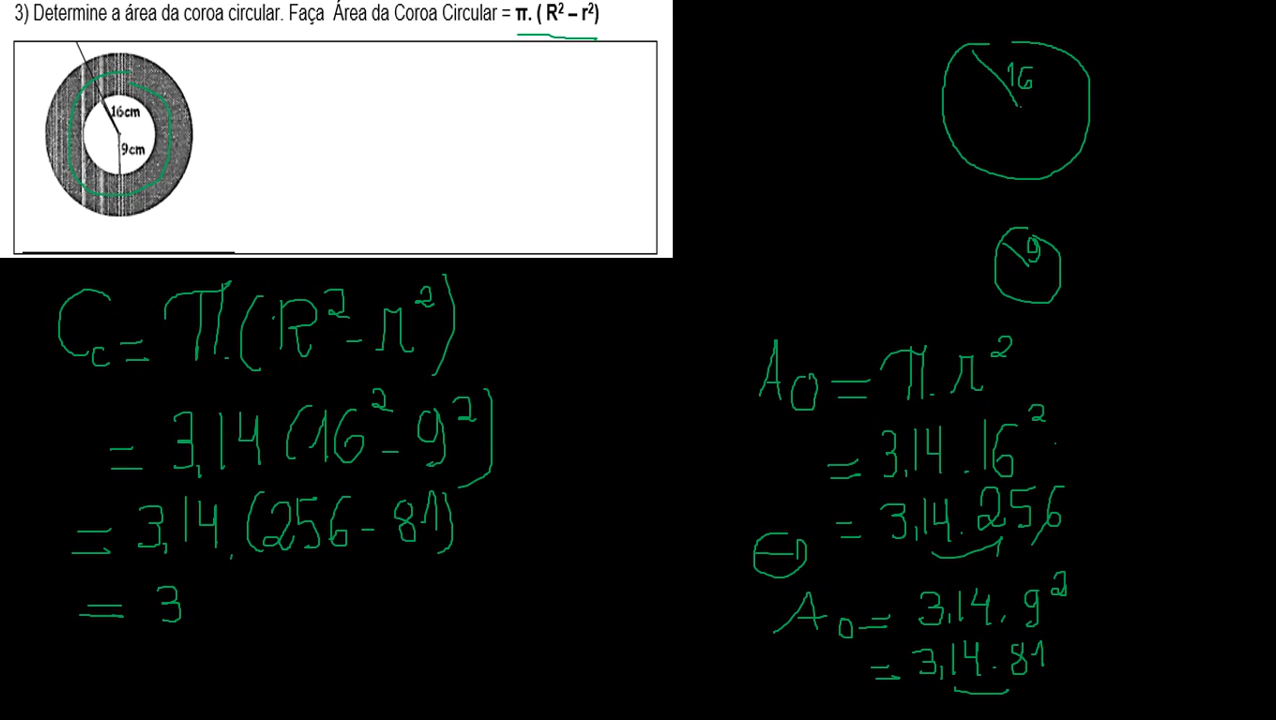 3) Determine a área da coroa circular. Faça Área da Coroa Circular = π. ( R² – r²)
16cm
9cm
16
9
Cc = π.(R² - r²)
= 3,14 (16² - 9²)
= 3,14.(256 - 81)
= 3
A○ = π.r²
= 3,14.16²
= 3,14.256
A○ = 3,14.9²
= 3,14.81